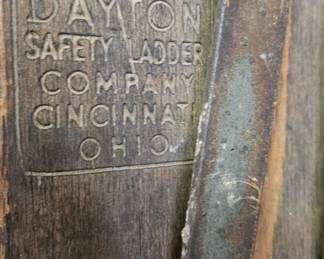 DAYTON
SAFETY LADDER
COMPANY
CINCINNATI
OHIO